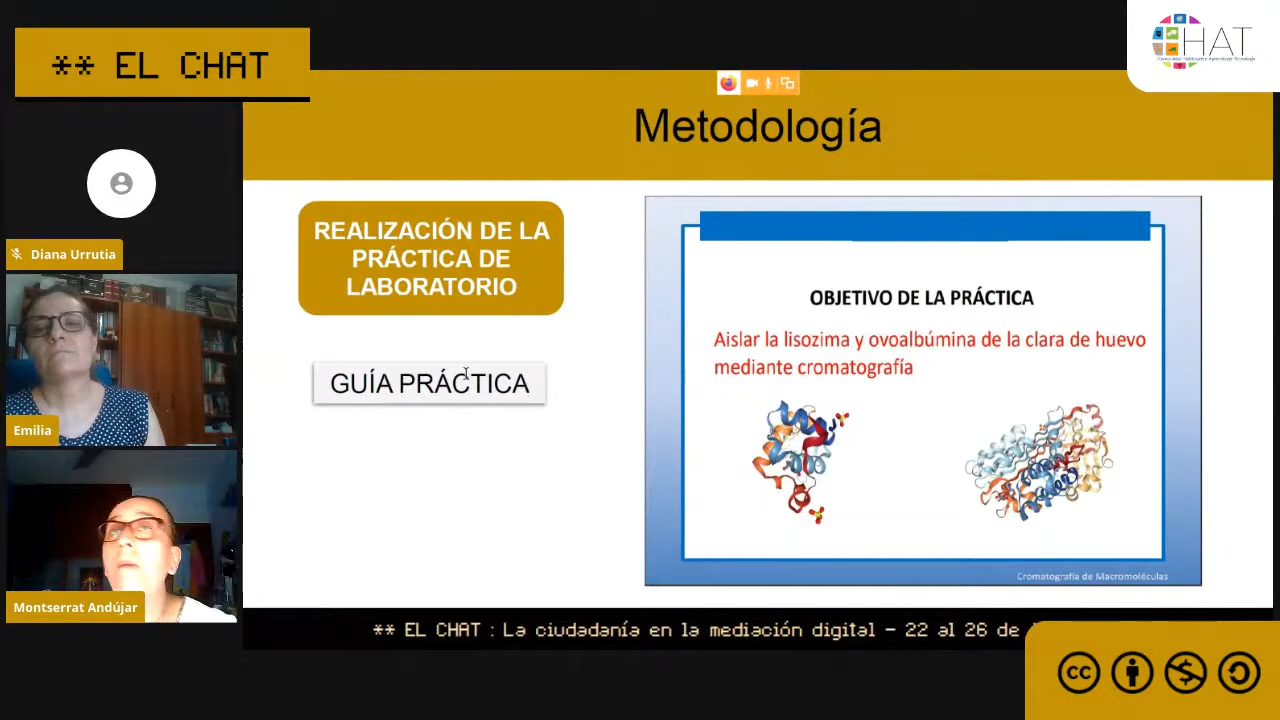 ** EL CHAT
HAT
Metodología
Diana Urrutia
REALIZACIÓN DE LA
PRÁCTICA DE
LABORATORIO
GUÍA PRÁCTICA
OBJETIVO DE LA PRÁCTICA
Aislar la lisozima y ovoalbúmina de la clara de huevo
mediante cromatografía
Cromatografía de Macromoléculas
Emilia
Montserrat Andújar
** EL CHAT : La ciudadanía en la mediación digital – 22 al 26 de
cc